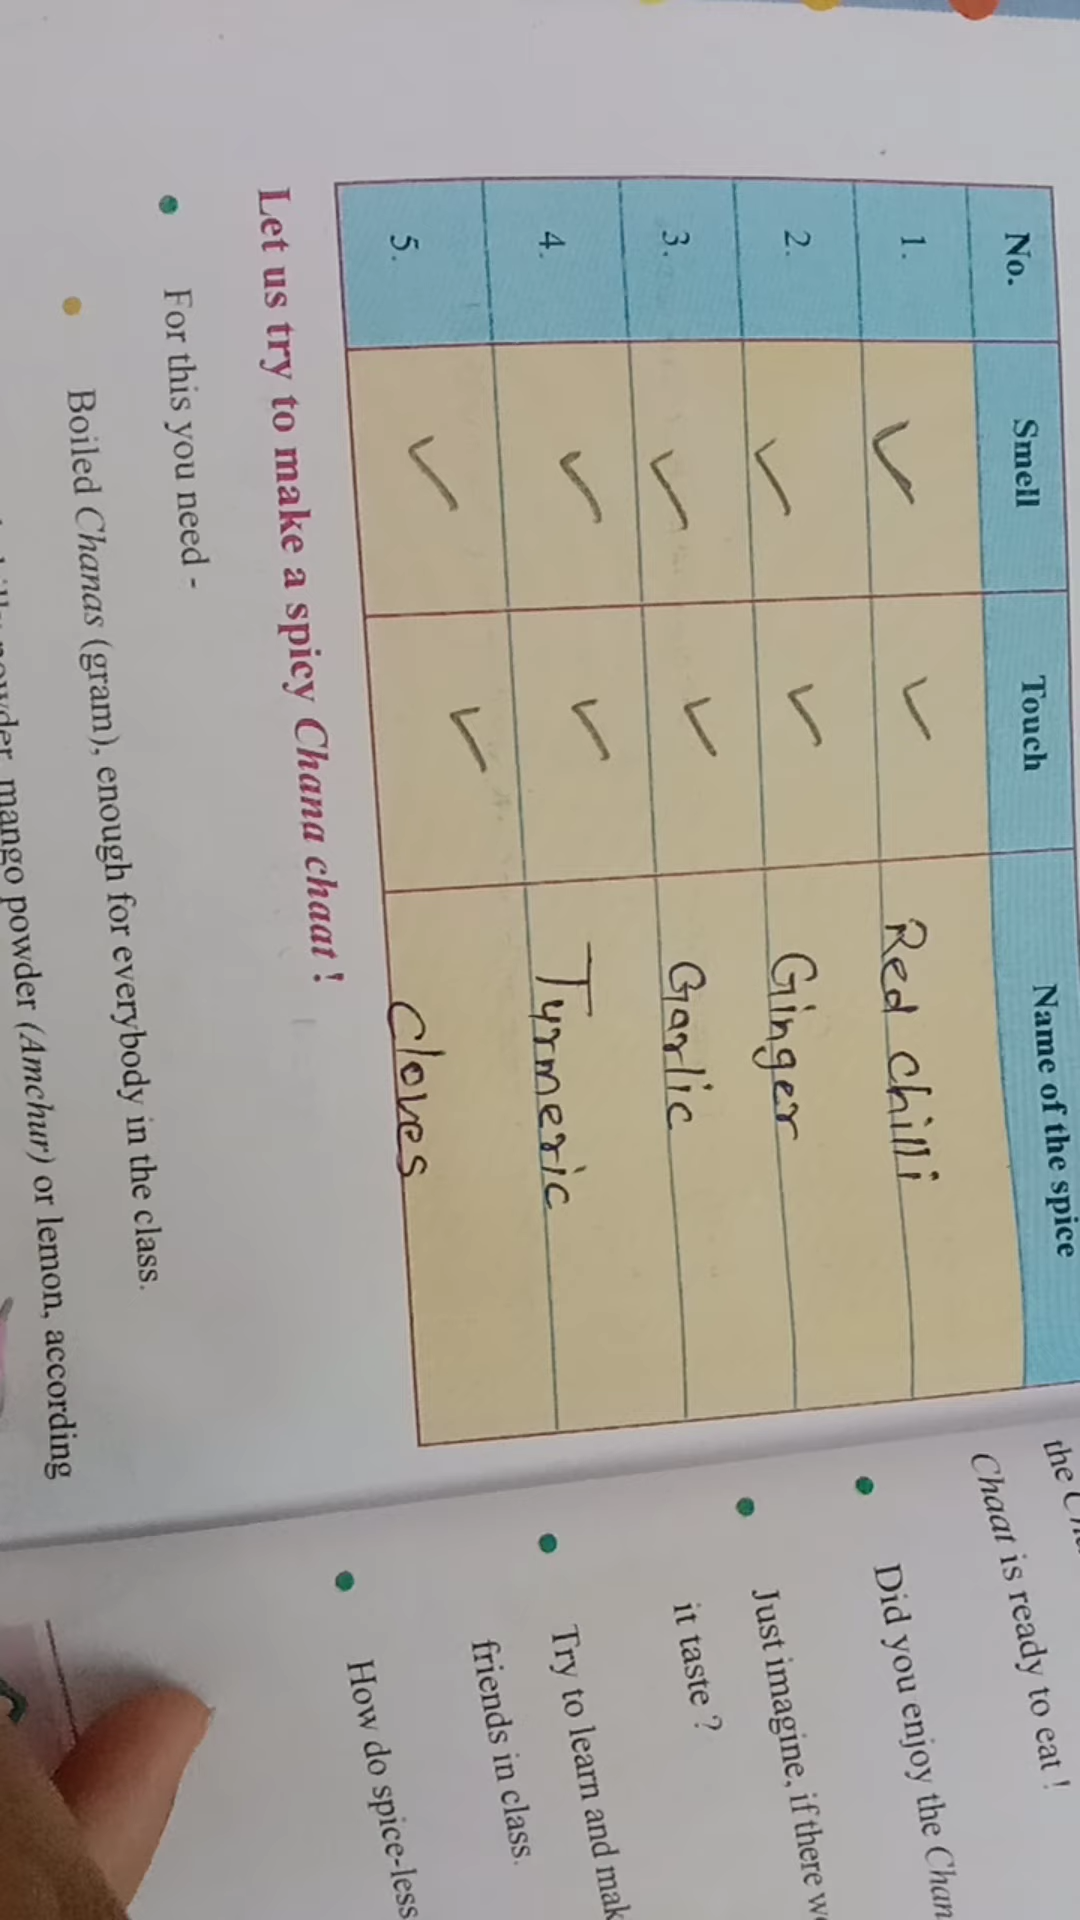 No. Smell Touch Name of the spice
1. ✓ ✓ Red chilli
2. ✓ ✓ Ginger
3. ✓ ✓ Garlic
4. ✓ ✓ Turmeric
5. ✓ ✓ Cloves
Let us try to make a spicy Chana chaat !
For this you need -
Boiled Chanas (gram), enough for everybody in the class.
powder, mango powder (Amchur) or lemon, according
the
Chaat is ready to eat !
Did you enjoy the
Just imagine, if there
it taste ?
Try to learn and
friends in class.
How do spice-less